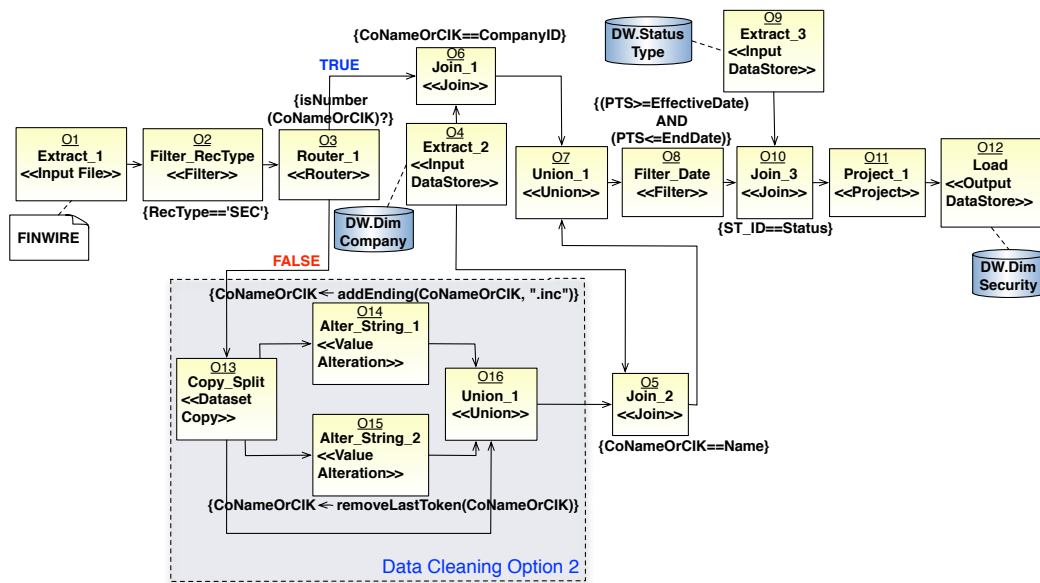 O9
Extract_3
<<Input
DataStore>>
DW.Status
Type
{CoNameOrCIK==CompanyID}
O6
Join_1
<<Join>>
TRUE
{isNumber
(CoNameOrCIK)?}
{(PTS>=EffectiveDate)
AND
(PTS<=EndDate)}
O1
Extract_1
<<Input File>>
O2
Filter_RecType
<<Filter>>
O3
Router_1
<<Router>>
O4
Extract_2
<<Input
DataStore>>
O7
Union_1
<<Union>>
O8
Filter_Date
<<Filter>>
O10
Join_3
<<Join>>
O11
Project_1
<<Project>>
O12
Load
<<Output
DataStore>>
{RecType=='SEC'}
{ST_ID==Status}
FINWIRE
DW.Dim
Company
DW.Dim
Security
FALSE
{CoNameOrCIK← addEnding(CoNameOrCIK, ".inc")}
O14
Alter_String_1
<<Value
Alteration>>
O13
Copy_Split
<<Dataset
Copy>>
O16
Union_1
<<Union>>
O5
Join_2
<<Join>>
O15
Alter_String_2
<<Value
Alteration>>
{CoNameOrCIK==Name}
{CoNameOrCIK← removeLastToken(CoNameOrCIK)}
Data Cleaning Option 2